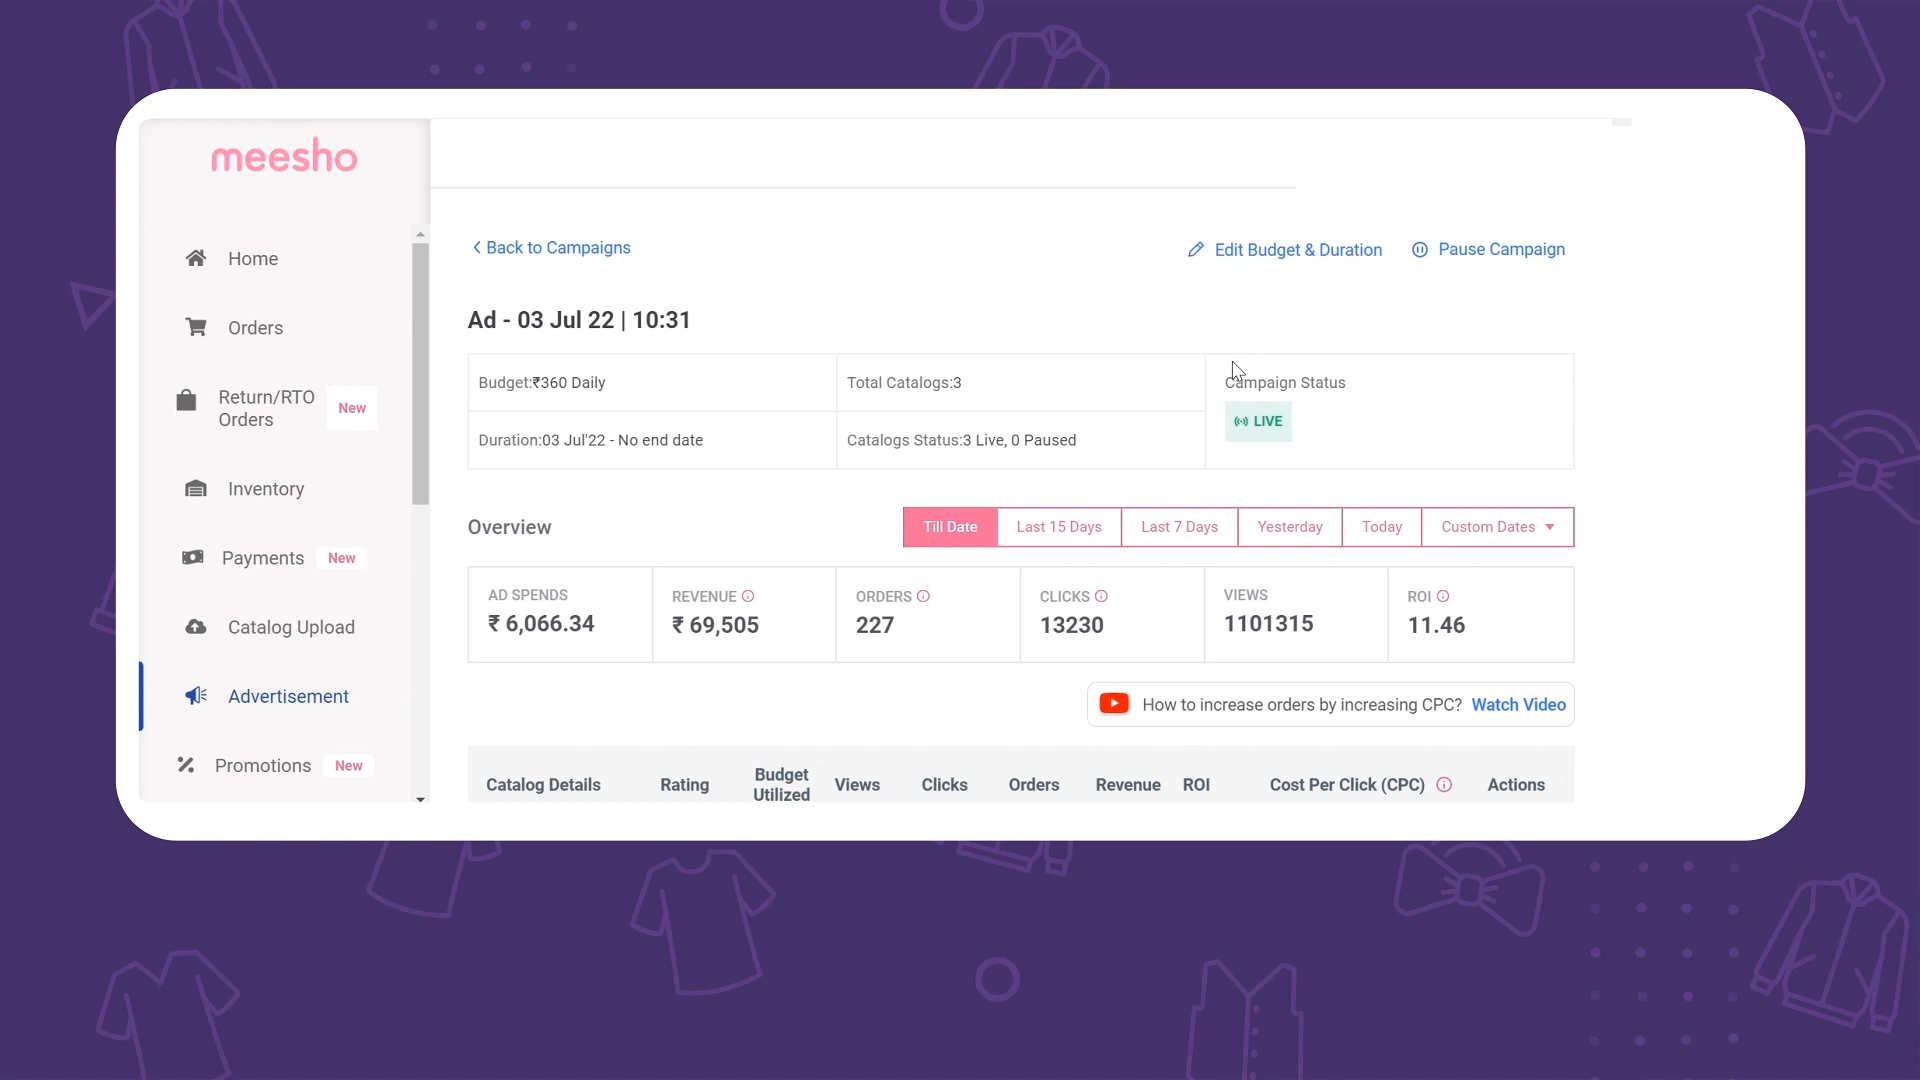 meesho
Home
Orders
Return/RTO
Orders
New
Inventory
Payments New
Catalog Upload
Advertisement
Promotions New
Back to Campaigns
Edit Budget & Duration
Pause Campaign
Ad - 03 Jul 22 | 10:31
Budget:₹360 Daily
Total Catalogs:3
Campaign Status
LIVE
Duration:03 Jul'22 - No end date
Catalogs Status:3 Live, 0 Paused
Overview
Till Date
Last 15 Days
Last 7 Days
Yesterday
Today
Custom Dates
AD SPENDS
₹ 6,066.34
REVENUE
₹ 69,505
ORDERS
227
CLICKS
13230
VIEWS
1101315
ROI
11.46
How to increase orders by increasing CPC? Watch Video
Catalog Details
Rating
Budget
Utilized
Views
Clicks
Orders
Revenue
ROI
Cost Per Click (CPC)
Actions